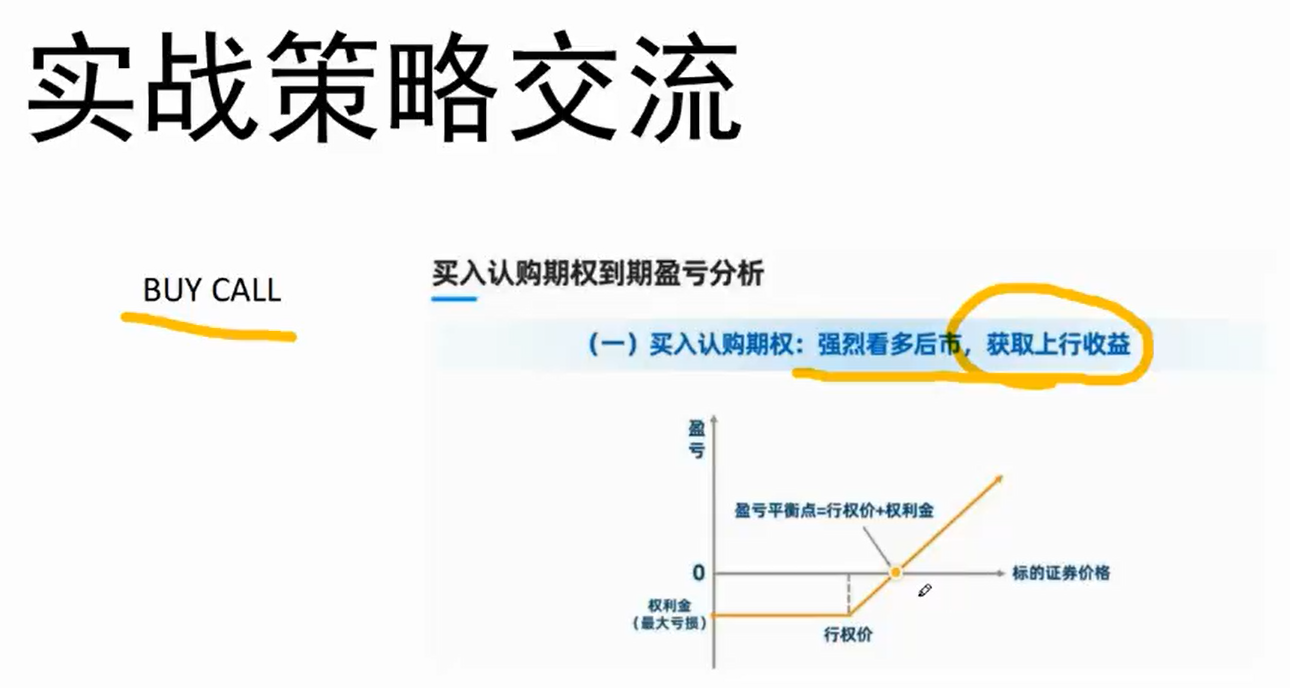 实战策略交流
BUY CALL
买入认购期权到期盈亏分析
（一）买入认购期权：强烈看多后市，获取上行收益
盈亏
盈亏平衡点=行权价+权利金
0
标的证券价格
权利金
（最大亏损）
行权价